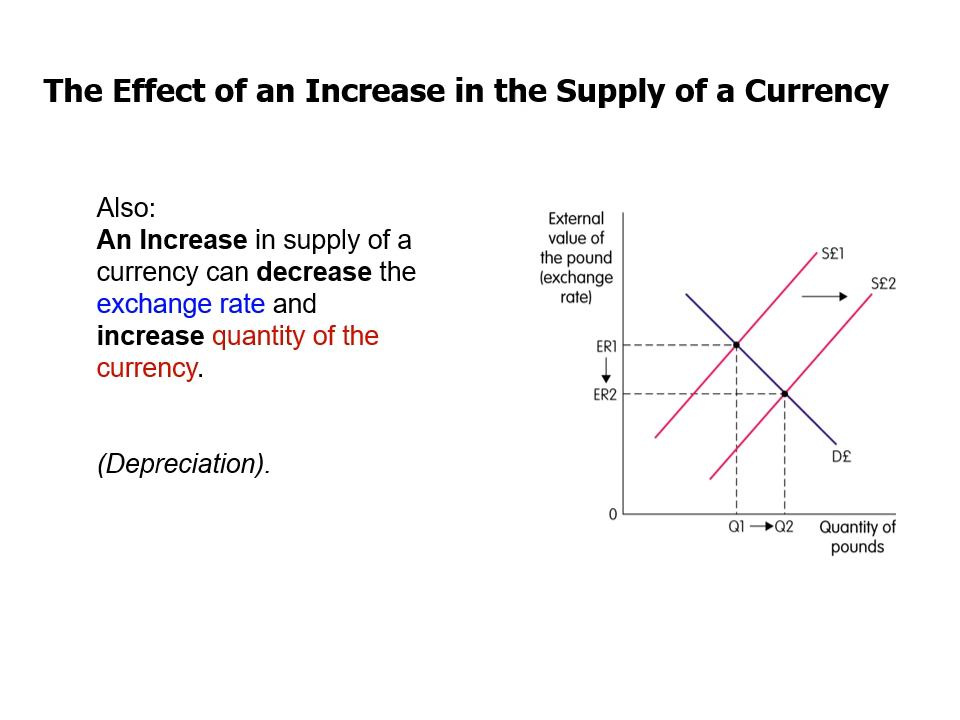 The Effect of an Increase in the Supply of a Currency
Also:
An Increase in supply of a
currency can decrease the
exchange rate and
increase quantity of the
currency.
(Depreciation).
External
value of
the pound
(exchange
rate)
S£1
S£2
ER1
ER2
D£
0
Q1
Q2
Quantity of
pounds